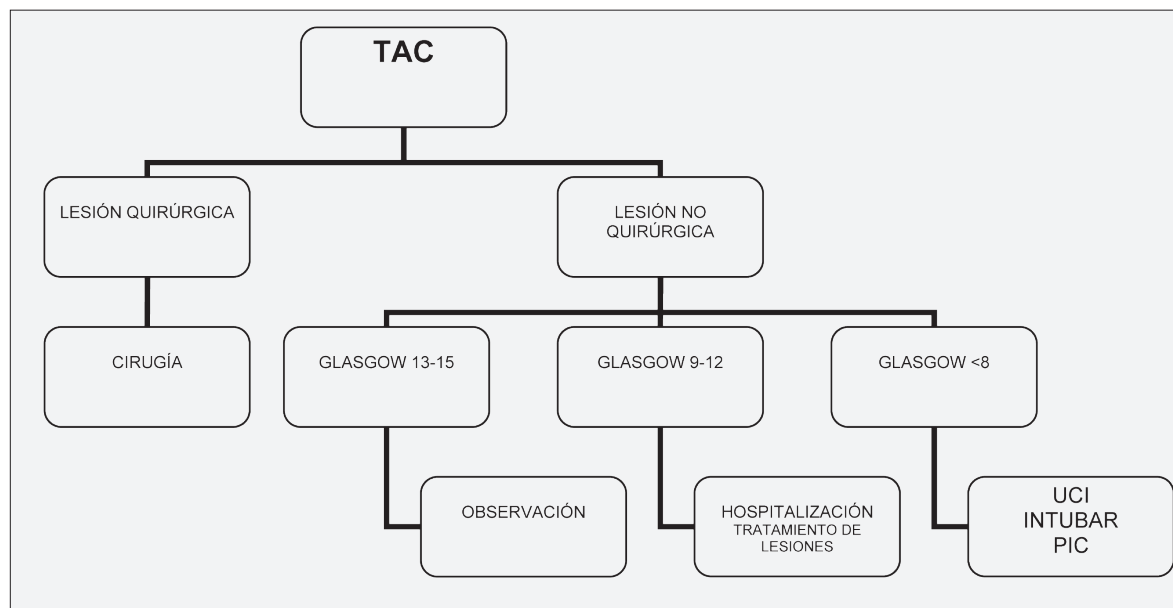 TAC
LESIÓN QUIRÚRGICA
LESIÓN NO
QUIRÚRGICA
CIRUGÍA
GLASGOW 13-15
GLASGOW 9-12
GLASGOW <8
OBSERVACIÓN
HOSPITALIZACIÓN
TRATAMIENTO DE
LESIONES
UCI
INTUBAR
PIC